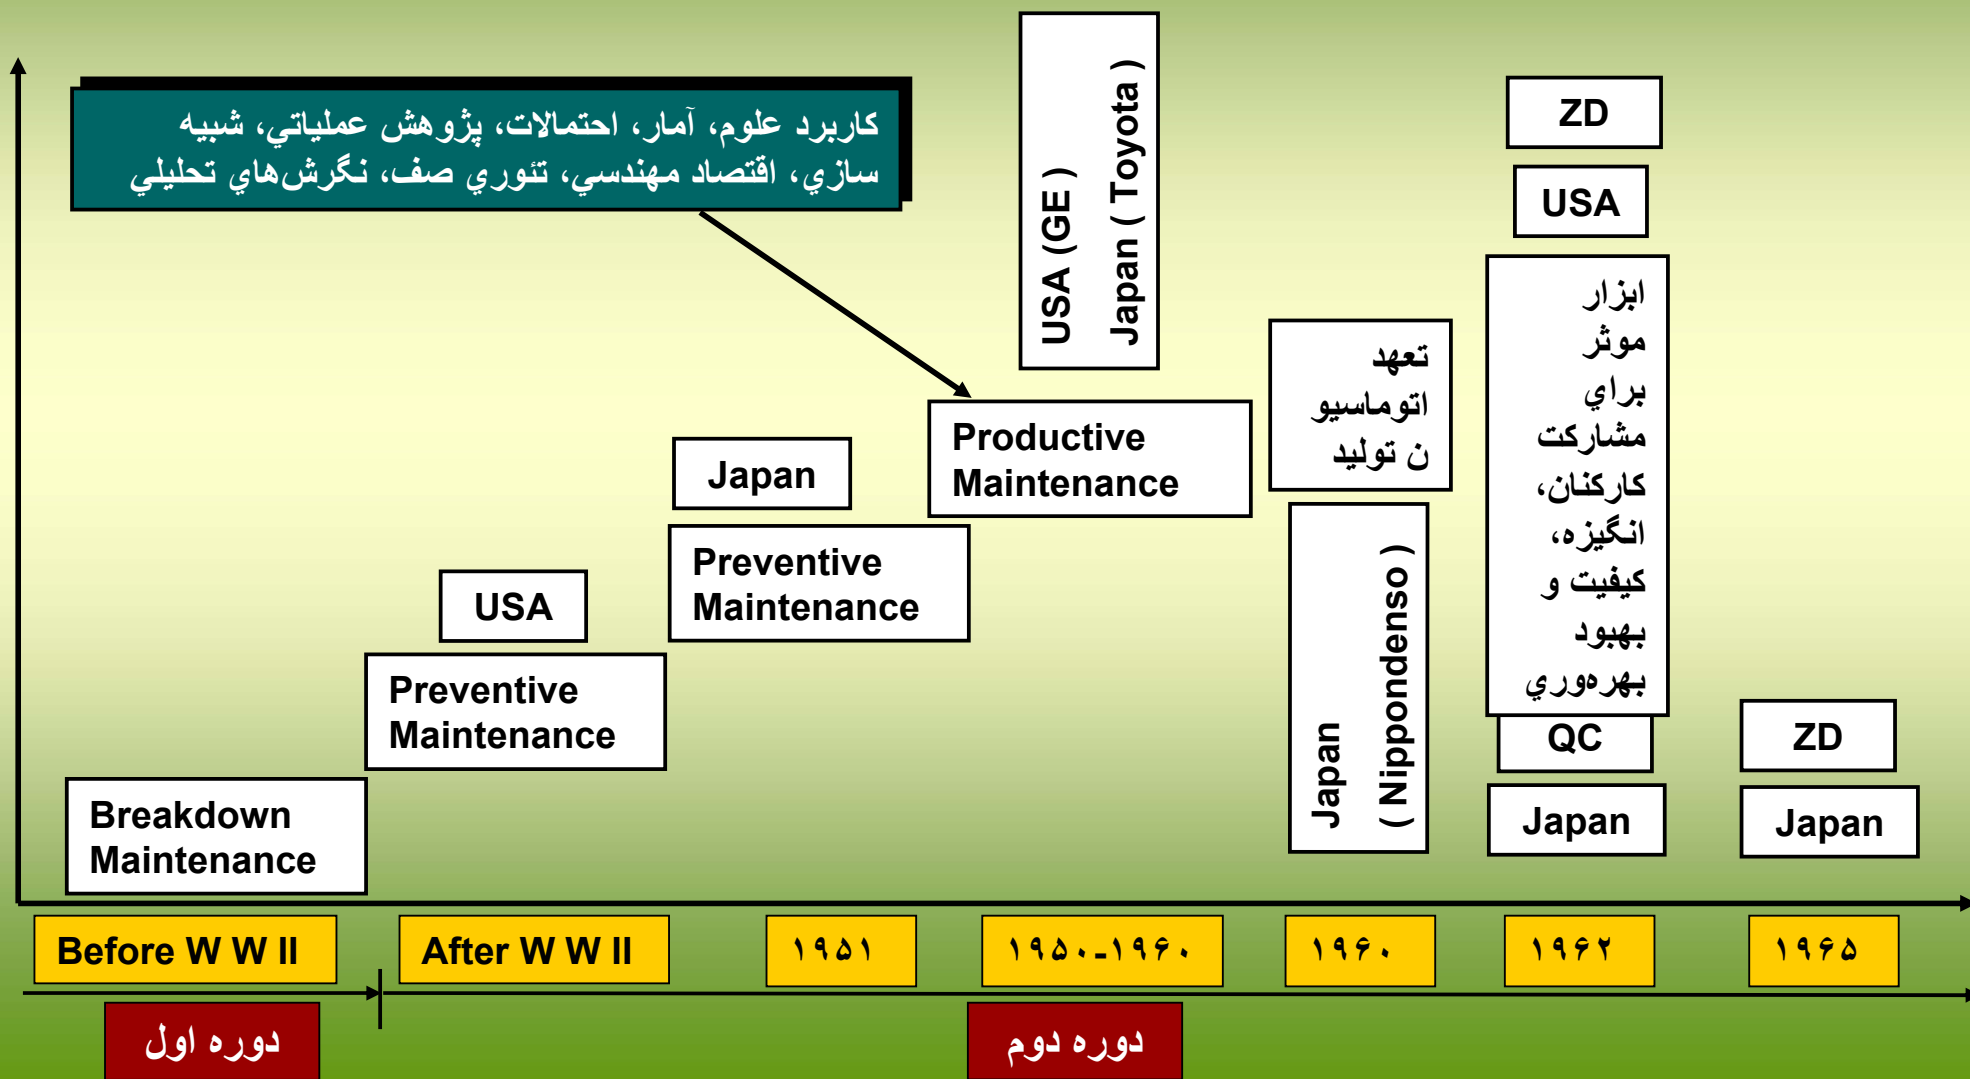 کاربرد علوم، آمار، احتمالات، پژوهش عملياتي، شبيه
سازي، اقتصاد مهندسي، تئوري صف، نگرش‌هاي تحليلي
USA (GE )
Japan ( Toyota )
ZD
USA
ابزار
موثر
براي
مشاركت
كاركنان،
انگيزه،
كيفيت و
بهبود
بهره‌وري
QC
Japan
ZD
Japan
تعهد
اتوماسيو
ن توليد
Japan
( Nippondenso )
Productive
Maintenance
Japan
Preventive
Maintenance
USA
Preventive
Maintenance
Breakdown
Maintenance
Before W W II
After W W II
۱۹۵۱
۱۹۵۰-۱۹۶۰
۱۹۶۰
۱۹۶۲
۱۹۶۵
دوره اول
دوره دوم